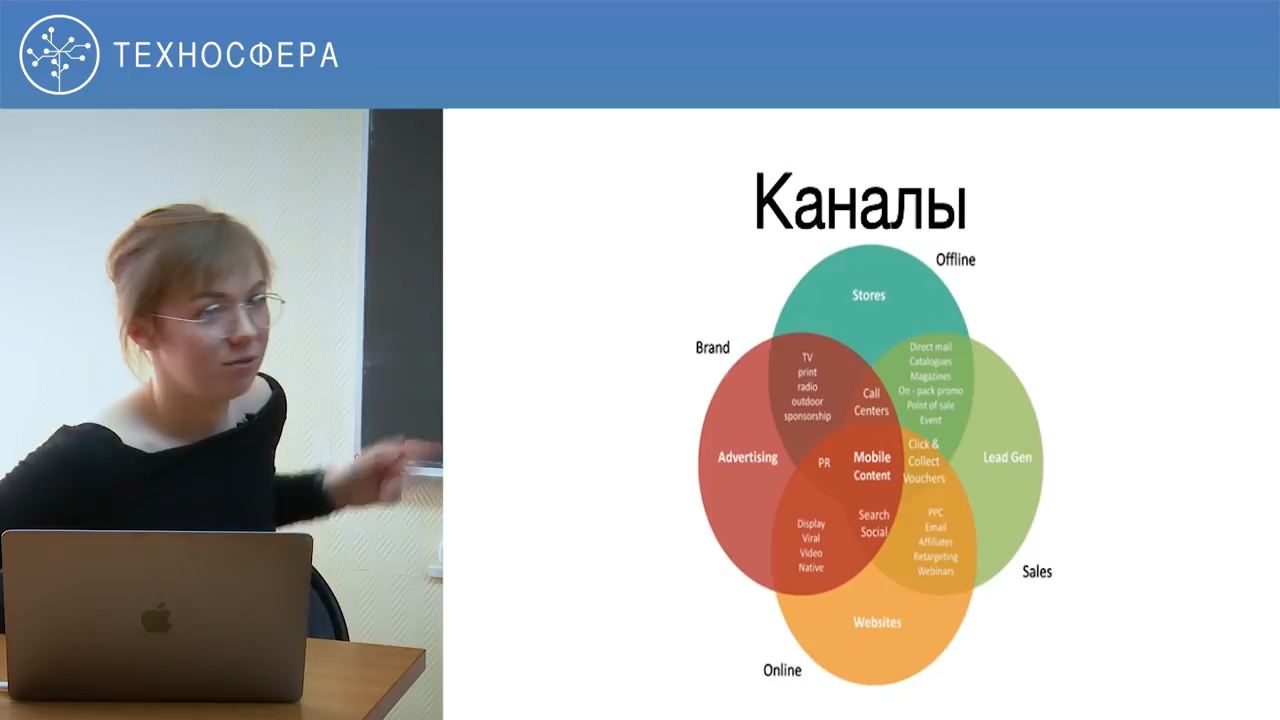 ТЕХНОСФЕРА
Каналы
Offline
Stores
Brand
TV
print
radio
outdoor
sponsorship
Direct mail
Catalogues
Magazines
On - pack promo
Point of sale
Event
Call
Centers
Advertising
PR
Mobile
Content
Click &
Collect
Vouchers
Lead Gen
Display
Viral
Video
Native
Search
Social
PPC
Email
Affiliates
Retargeting
Webinars
Sales
Websites
Online